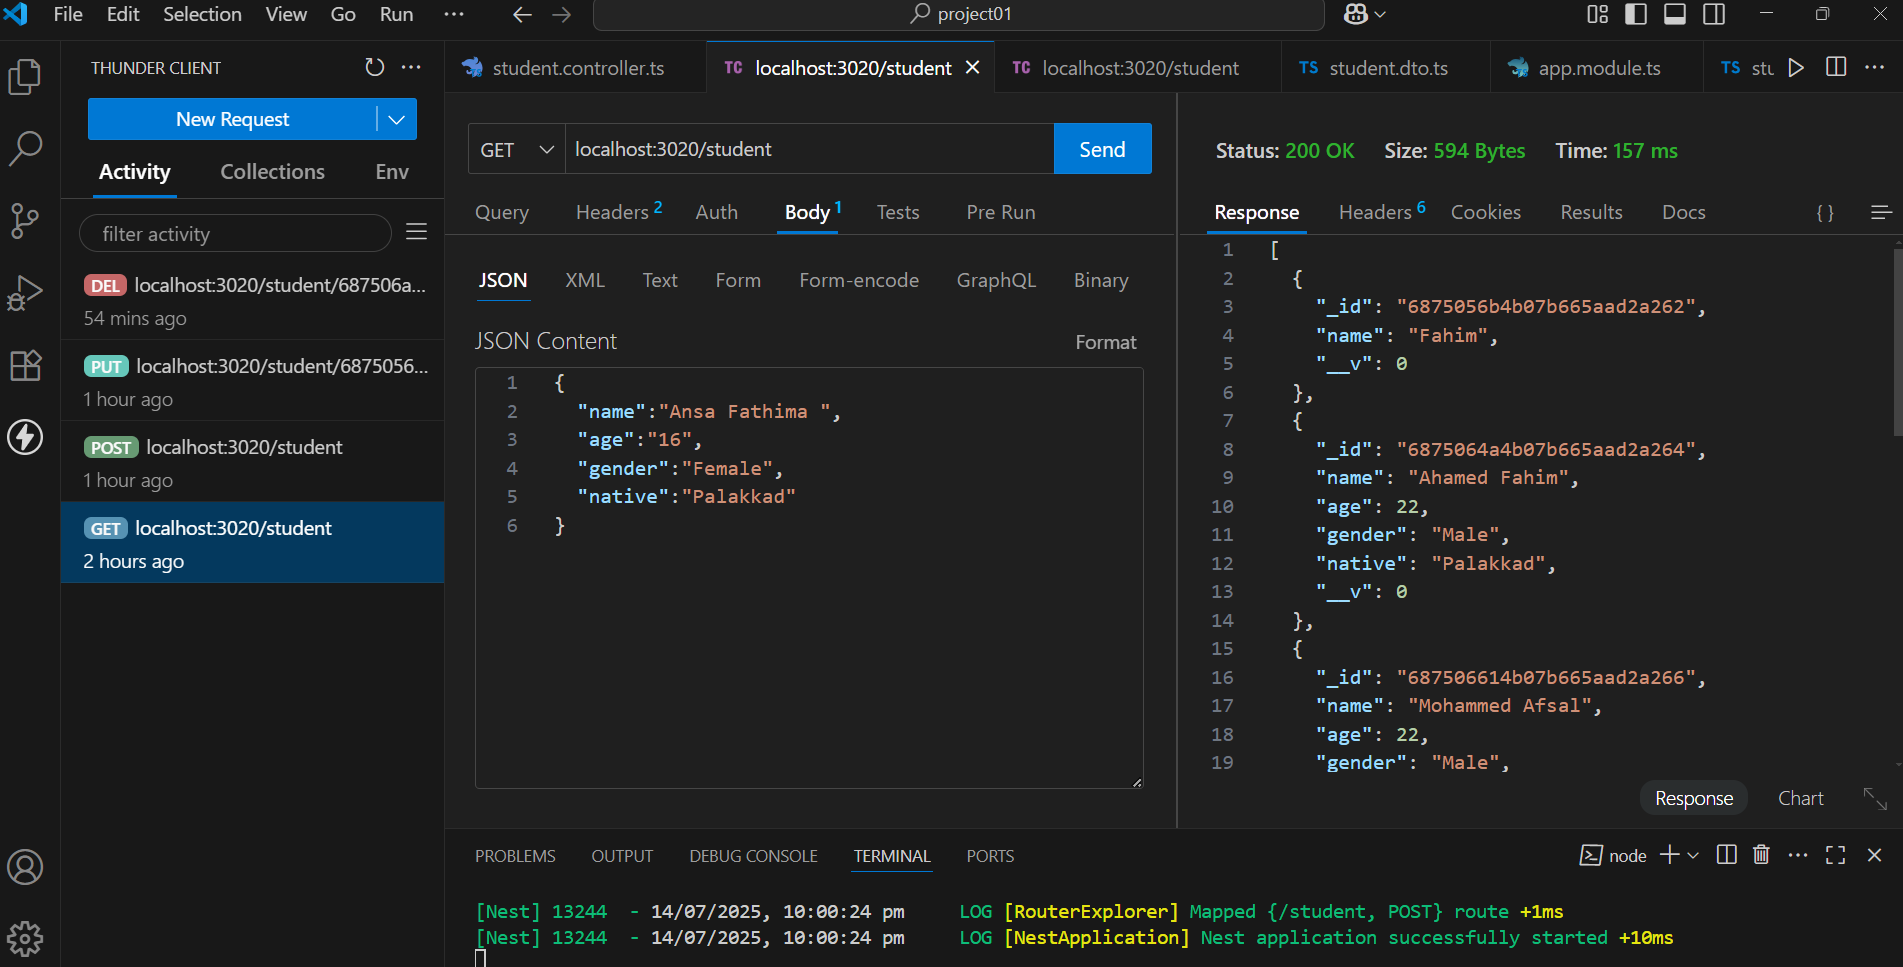 File Edit Selection View Go Run ··· project01
THUNDER CLIENT
New Request
Activity Collections Env
filter activity
DEL localhost:3020/student/687506a...
54 mins ago
PUT localhost:3020/student/6875056...
1 hour ago
POST localhost:3020/student
1 hour ago
GET localhost:3020/student
2 hours ago
student.controller.ts TC localhost:3020/student TC localhost:3020/student TS student.dto.ts app.module.ts TS stu
GET localhost:3020/student Send
Query Headers 2 Auth Body 1 Tests Pre Run
JSON XML Text Form Form-encode GraphQL Binary
JSON Content Format
1 {
2 "name":"Ansa Fathima ",
3 "age":"16",
4 "gender":"Female",
5 "native":"Palakkad"
6 }
Status: 200 OK Size: 594 Bytes Time: 157 ms
Response Headers 6 Cookies Results Docs { }
1 [
2 {
3 "_id": "6875056b4b07b665aad2a262",
4 "name": "Fahim",
5 "__v": 0
6 },
7 {
8 "_id": "6875064a4b07b665aad2a264",
9 "name": "Ahamed Fahim",
10 "age": 22,
11 "gender": "Male",
12 "native": "Palakkad",
13 "__v": 0
14 },
15 {
16 "_id": "687506614b07b665aad2a266",
17 "name": "Mohammed Afsal",
18 "age": 22,
19 "gender": "Male",
Response Chart
PROBLEMS OUTPUT DEBUG CONSOLE TERMINAL PORTS node
[Nest] 13244 - 14/07/2025, 10:00:24 pm LOG [RouterExplorer] Mapped {/student, POST} route +1ms
[Nest] 13244 - 14/07/2025, 10:00:24 pm LOG [NestApplication] Nest application successfully started +10ms